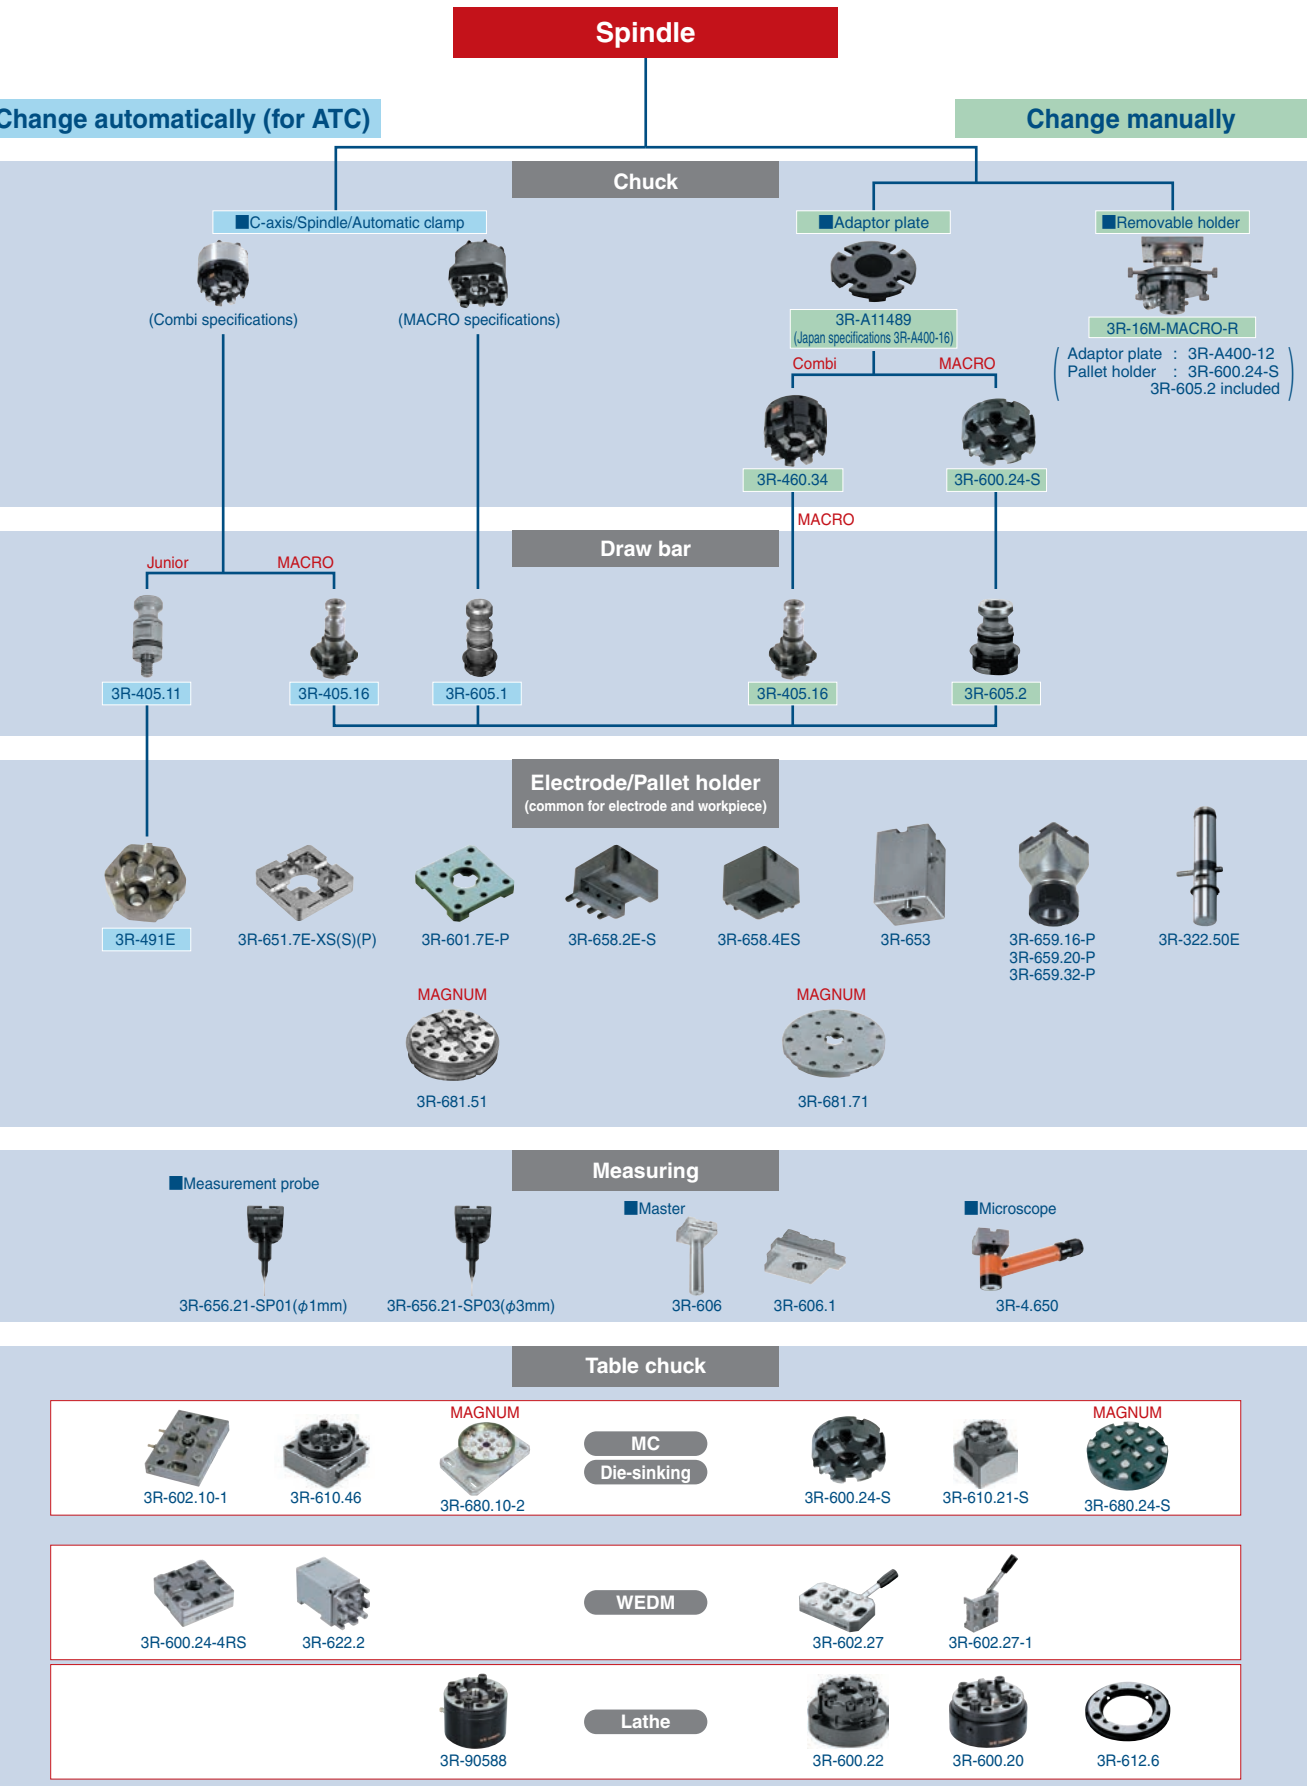 Spindle
Change automatically (for ATC)
Change manually
Chuck
■C-axis/Spindle/Automatic clamp
■Adaptor plate
■Removable holder
(Combi specifications)
(MACRO specifications)
3R-A11489
(Japan specifications 3R-A400-16)
3R-16M-MACRO-R
Adaptor plate : 3R-A400-12
Pallet holder : 3R-600.24-S
3R-605.2 included
Combi
MACRO
3R-460.34
3R-600.24-S
MACRO
Draw bar
Junior
MACRO
3R-405.11
3R-405.16
3R-605.1
3R-405.16
3R-605.2
Electrode/Pallet holder
(common for electrode and workpiece)
3R-491E
3R-651.7E-XS(S)(P)
3R-601.7E-P
3R-658.2E-S
3R-658.4ES
3R-653
3R-659.16-P
3R-659.20-P
3R-659.32-P
3R-322.50E
MAGNUM
MAGNUM
3R-681.51
3R-681.71
Measuring
■Measurement probe
■Master
■Microscope
3R-656.21-SP01(φ1mm)
3R-656.21-SP03(φ3mm)
3R-606
3R-606.1
3R-4.650
Table chuck
MAGNUM
MAGNUM
MC
Die-sinking
3R-602.10-1
3R-610.46
3R-680.10-2
3R-600.24-S
3R-610.21-S
3R-680.24-S
WEDM
3R-600.24-4RS
3R-622.2
3R-602.27
3R-602.27-1
Lathe
3R-90588
3R-600.22
3R-600.20
3R-612.6